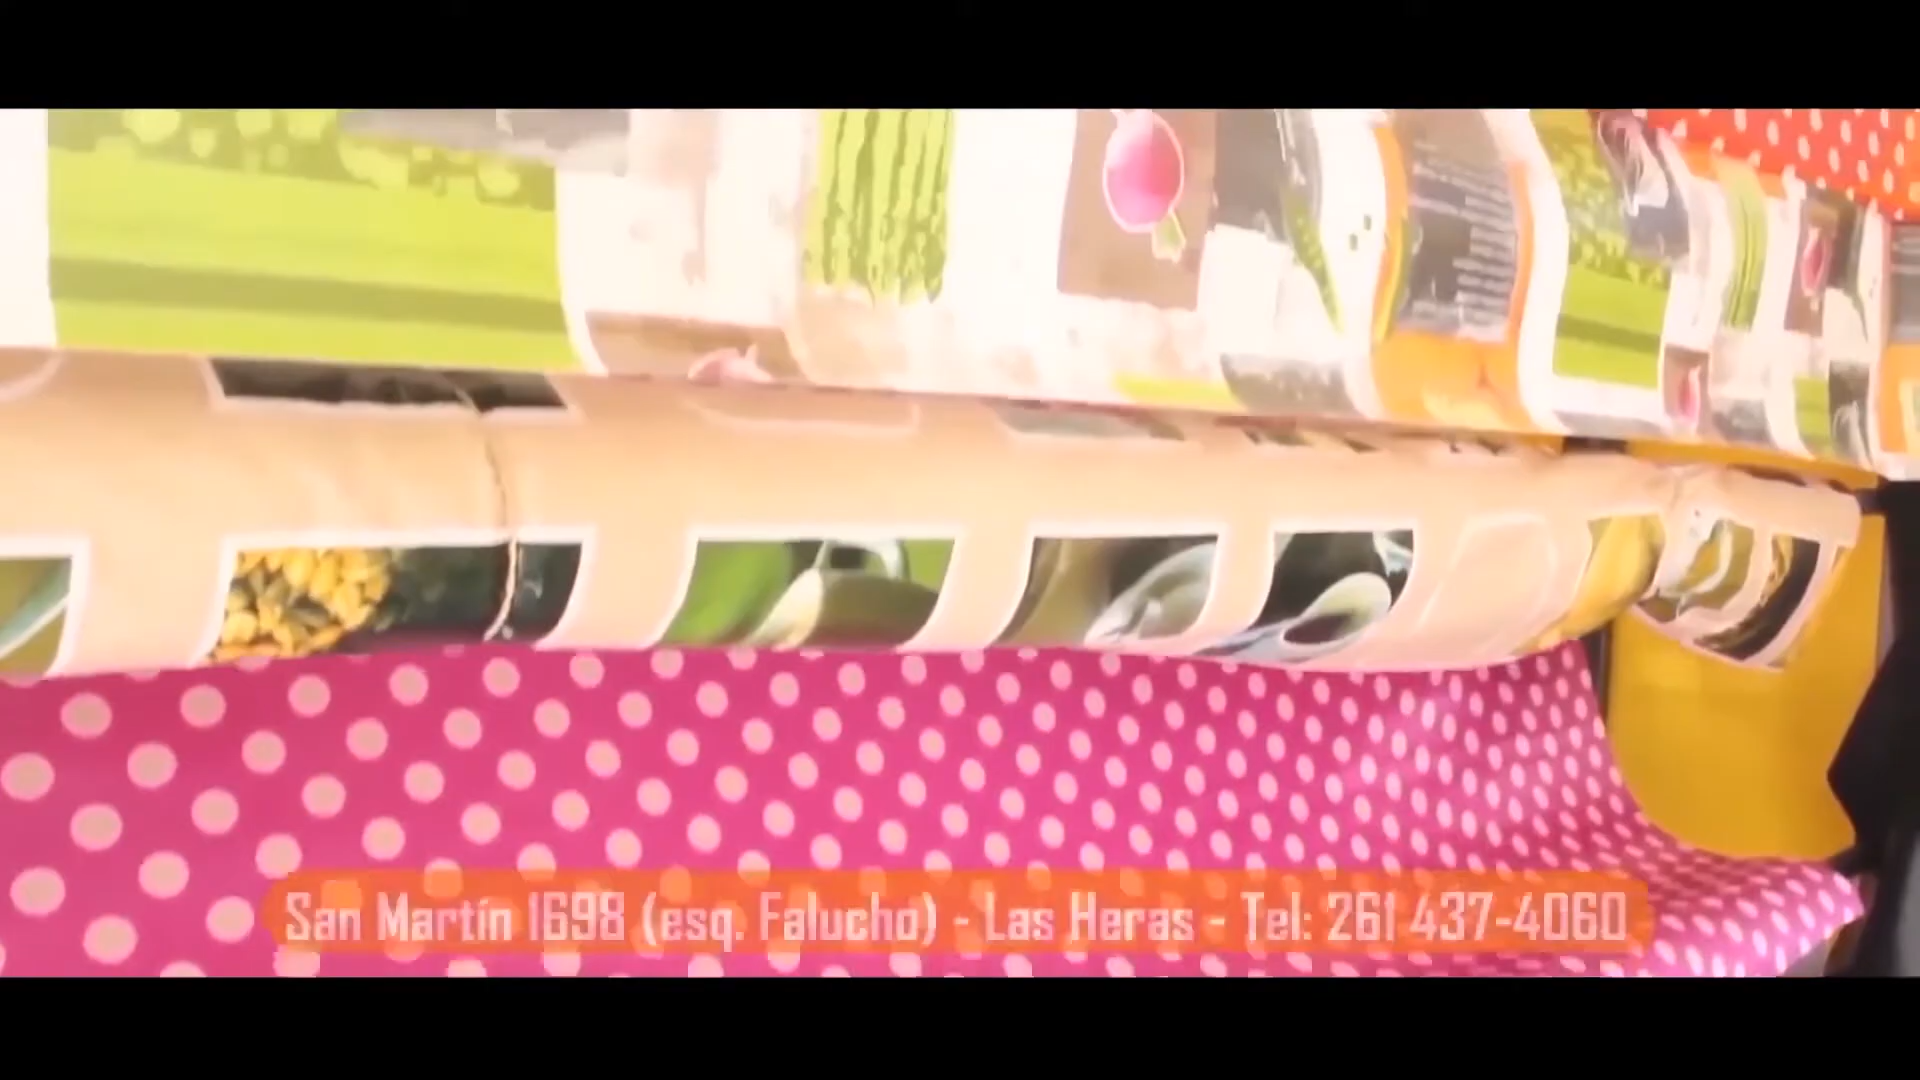 San Martín 1698 (esq. Falucho) - Las Heras - Tel: 261 437-4060